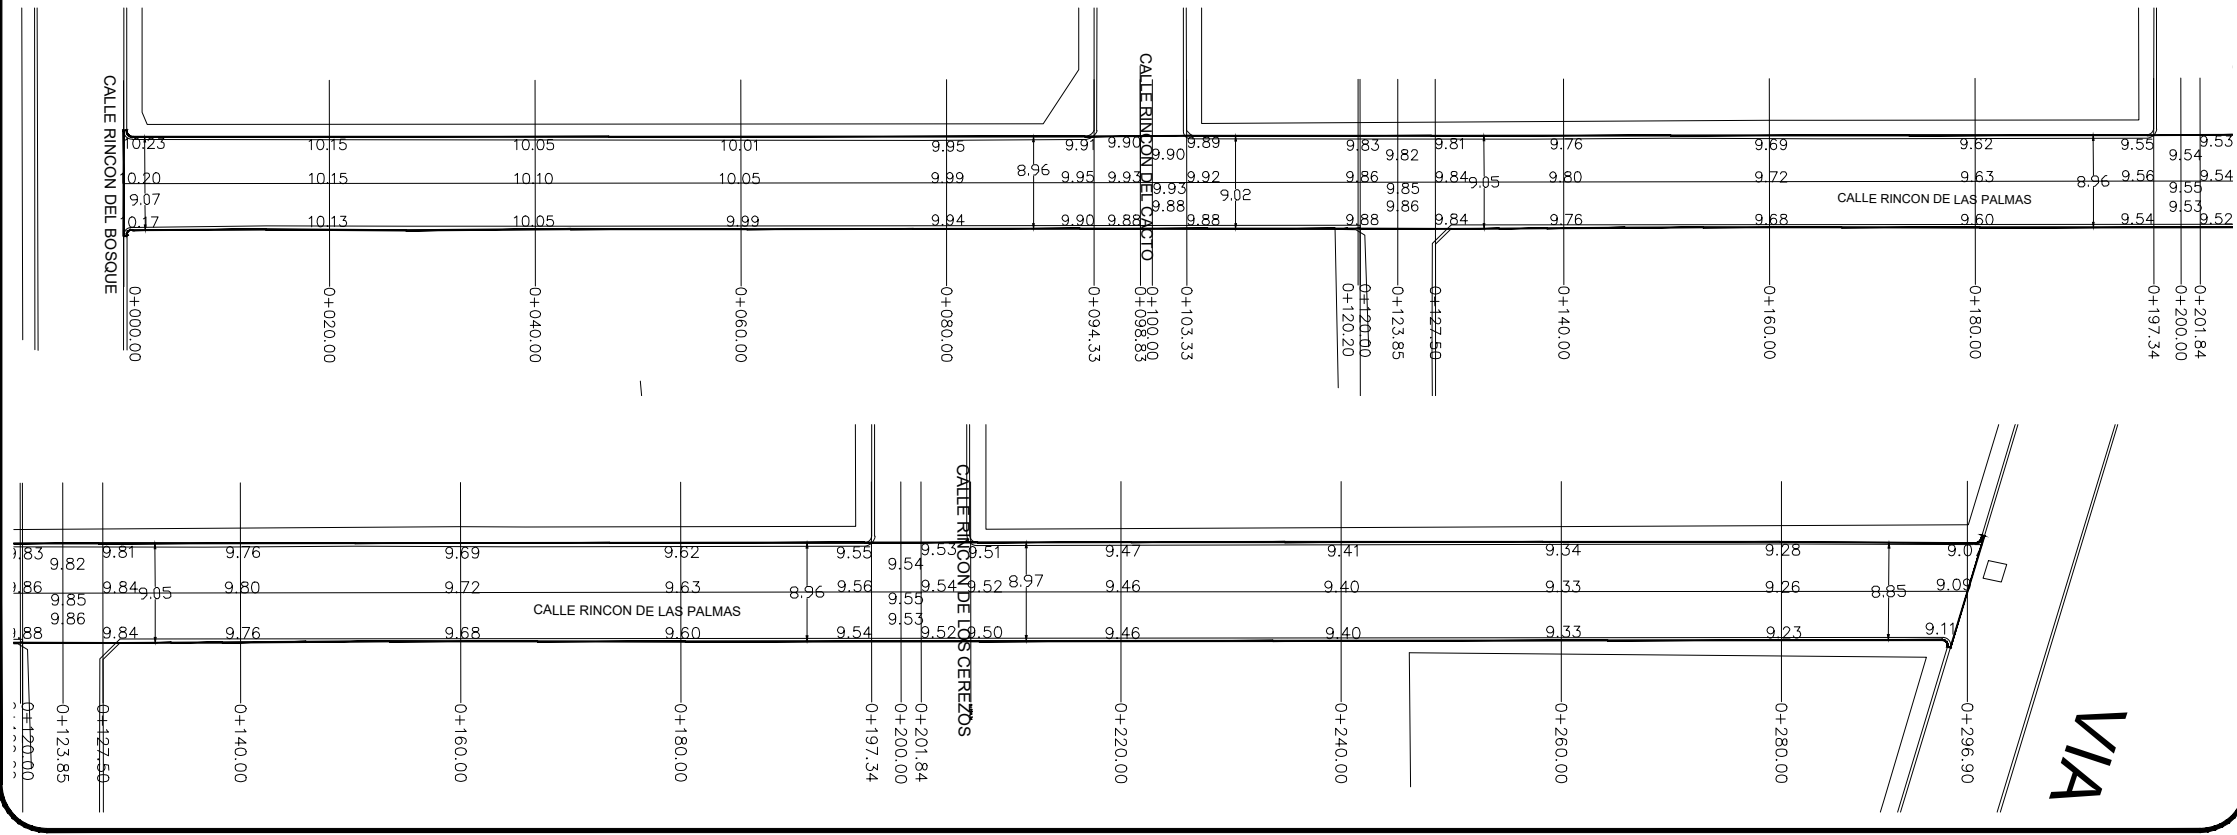 CALLE RINCON DEL BOSQUE
CALLE RINCON DEL CACTO
10.23 10.15 10.05 10.01 9.95 9.91 9.90 9.89 9.83 9.81 9.76 9.69 9.62 9.55 9.53
9.90 9.82 9.54
8.96
10.20 10.15 10.10 10.05 9.99 9.95 9.93 9.92 9.86 9.84 9.05 9.80 9.72 9.63 8.96 9.56 9.54
9.93 9.85 9.55
9.07 9.02 CALLE RINCON DE LAS PALMAS
9.88 9.86 9.53
10.17 10.13 10.05 9.99 9.94 9.90 9.88 9.88 9.88 9.84 9.76 9.68 9.60 9.54 9.52
0+000.00 0+020.00 0+040.00 0+060.00 0+080.00 0+094.33 0+098.83 0+100.00 0+103.33 0+120.20 0+120.00 0+123.85 0+127.50 0+140.00 0+160.00 0+180.00 0+197.34 0+200.00 0+201.84
CALLE RINCON DE LOS CEREZOS
9.83 9.81 9.76 9.69 9.62 9.55 9.53 9.51 9.47 9.41 9.34 9.28 9.0
9.82 9.54
9.86 9.84 9.05 9.80 9.72 9.63 8.96 9.56 9.54 9.52 8.97 9.46 9.40 9.33 9.26 8.85 9.09
9.85 9.55
CALLE RINCON DE LAS PALMAS
9.86 9.53
9.88 9.84 9.76 9.68 9.60 9.54 9.52 9.50 9.46 9.40 9.33 9.23 9.11
0+120.00 0+123.85 0+127.50 0+140.00 0+160.00 0+180.00 0+197.34 0+200.00 0+201.84 0+220.00 0+240.00 0+260.00 0+280.00 0+296.90
VIA